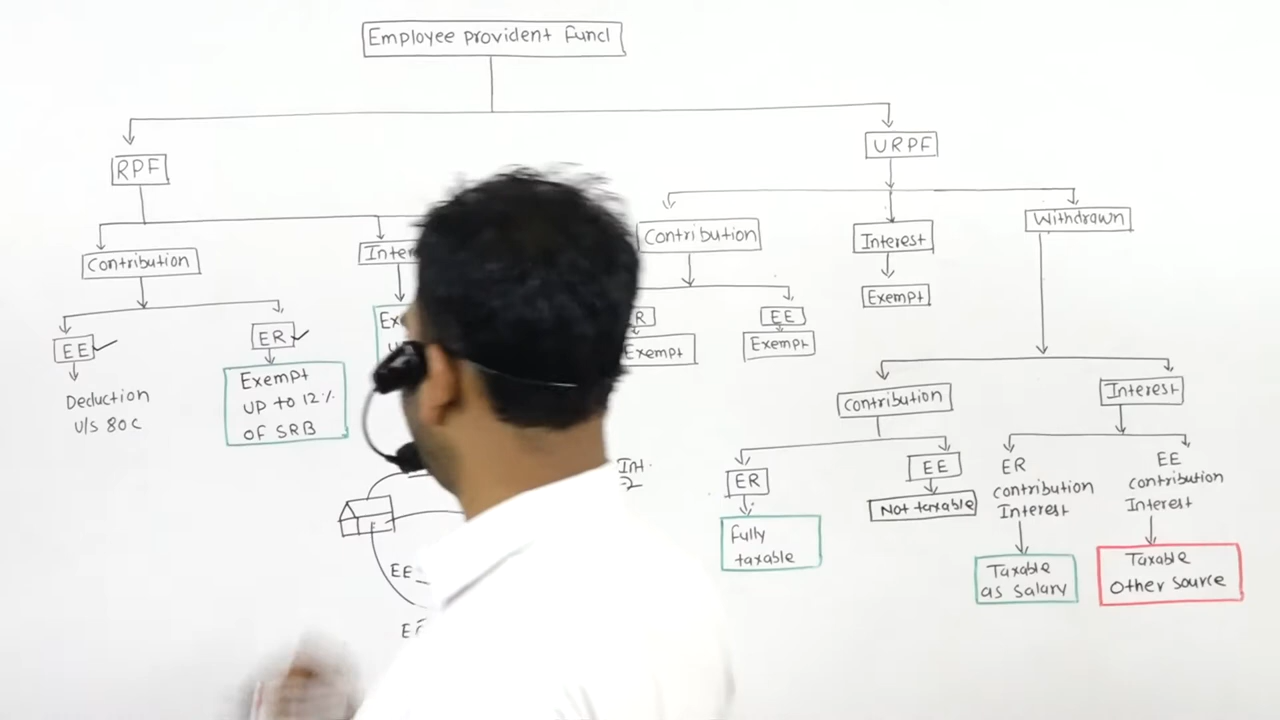 Employee provident fund
RPF
Contribution
EE
Deduction
U/S 80C
ER
Exempt
UP to 12%
OF SRB
EE
URPF
Contribution
Exempt
EE
Exempt
Interest
Exempt
Withdrawn
Contribution
ER
Fully
taxable
EE
Not taxable
Interest
ER
contribution
Interest
Taxable
as salary
EE
contribution
Interest
Taxable
Other source